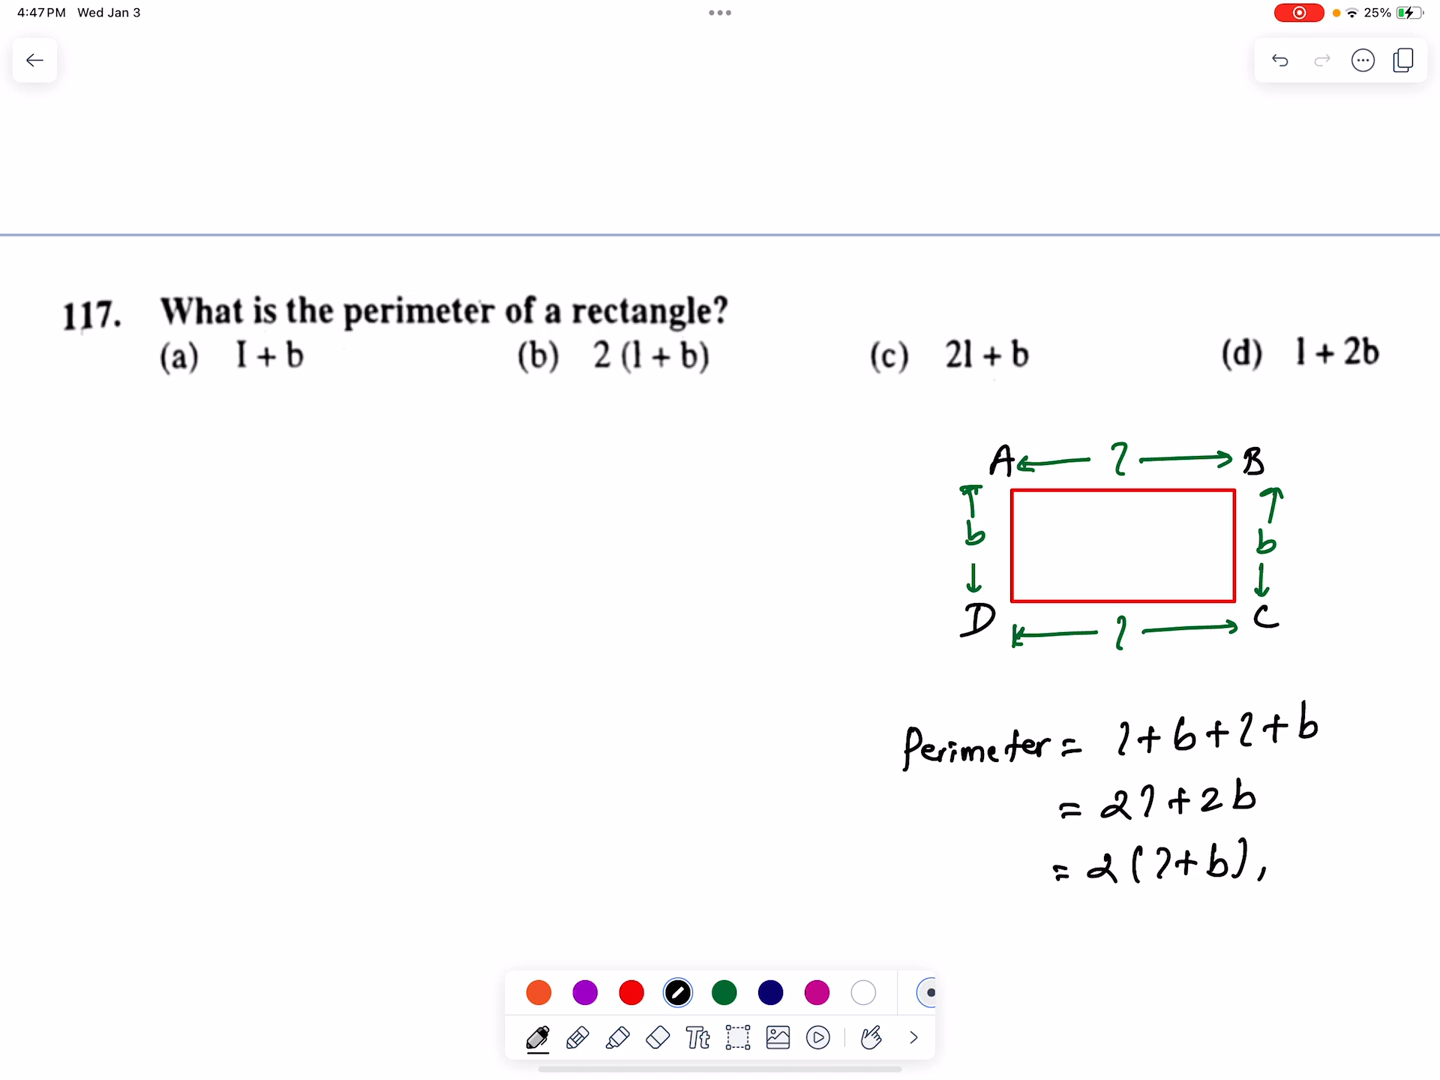 4:47 PM Wed Jan 3
25%
117. What is the perimeter of a rectangle?
(a) I + b (b) 2 (l + b) (c) 2l + b (d) l + 2b
A l B
b b
D l C
Perimeter = l + b + l + b
= 2l + 2b
= 2(l + b),
Tt